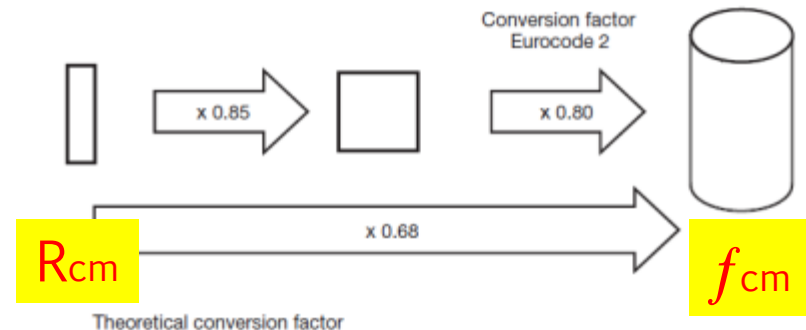 Conversion factor
Eurocode 2
x 0.85
x 0.80
x 0.68
Rcm
fcm
Theoretical conversion factor